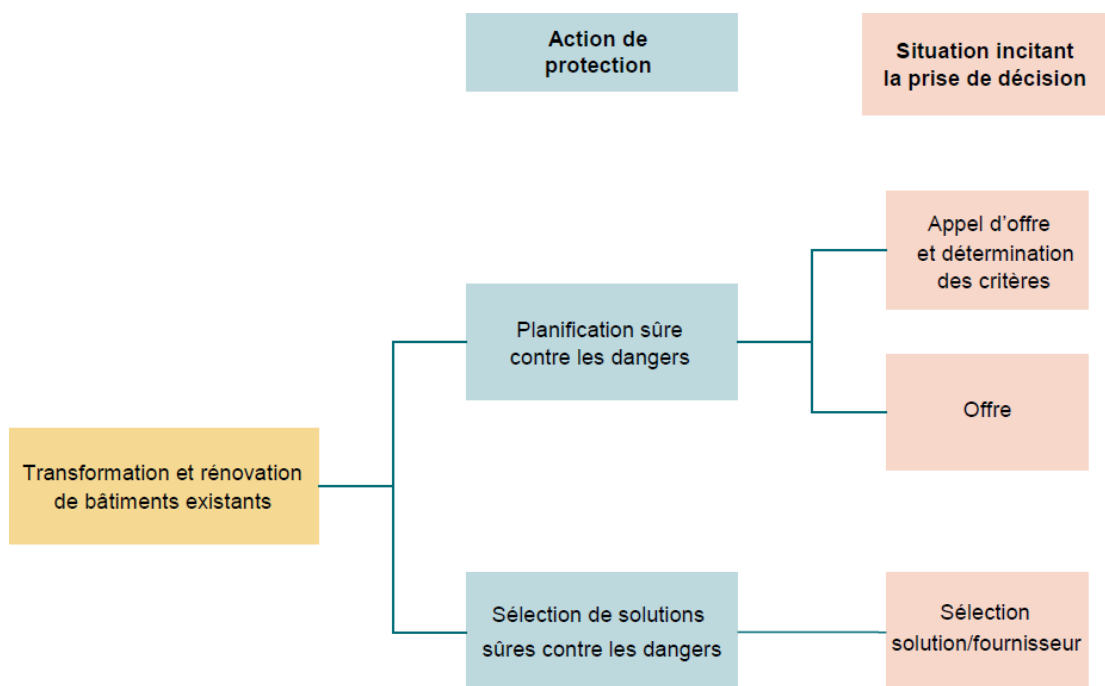 Action de
protection
Situation incitant
la prise de décision
Appel d’offre
et détermination
des critères
Planification sûre
contre les dangers
Offre
Transformation et rénovation
de bâtiments existants
Sélection de solutions
sûres contre les dangers
Sélection
solution/fournisseur